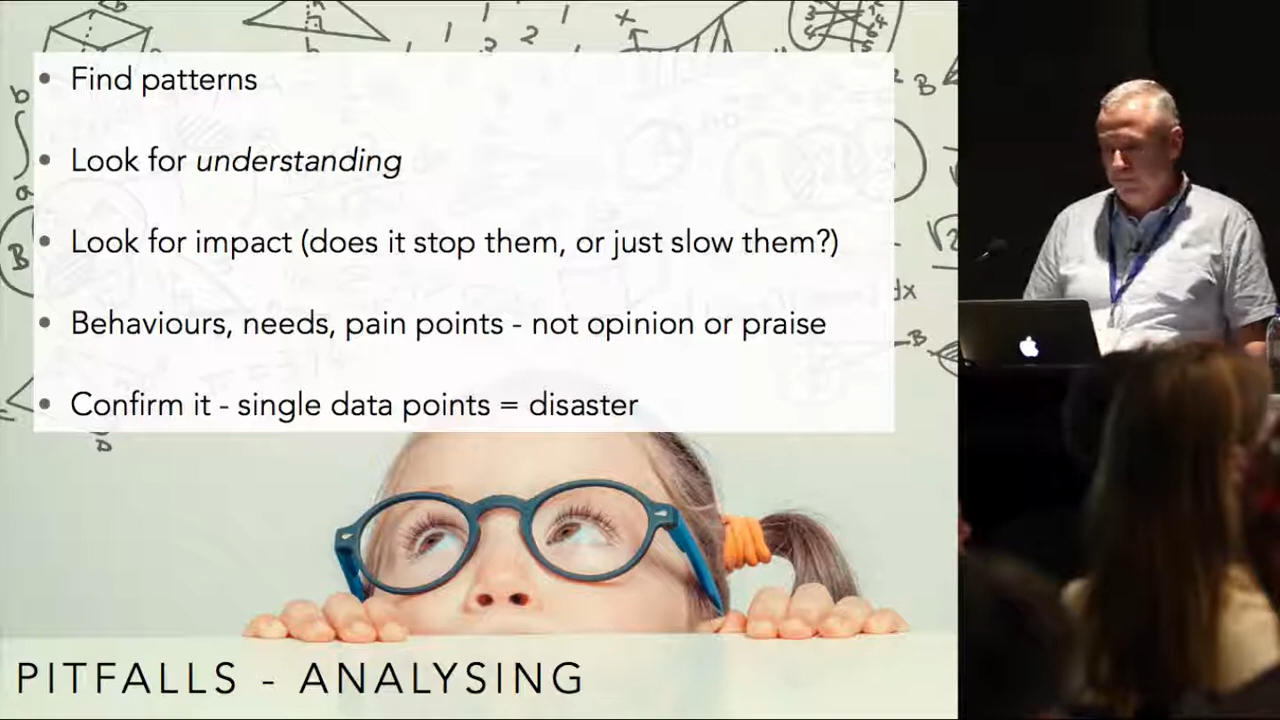 Find patterns
Look for understanding
Look for impact (does it stop them, or just slow them?)
Behaviours, needs, pain points - not opinion or praise
Confirm it - single data points = disaster
PITFALLS - ANALYSING